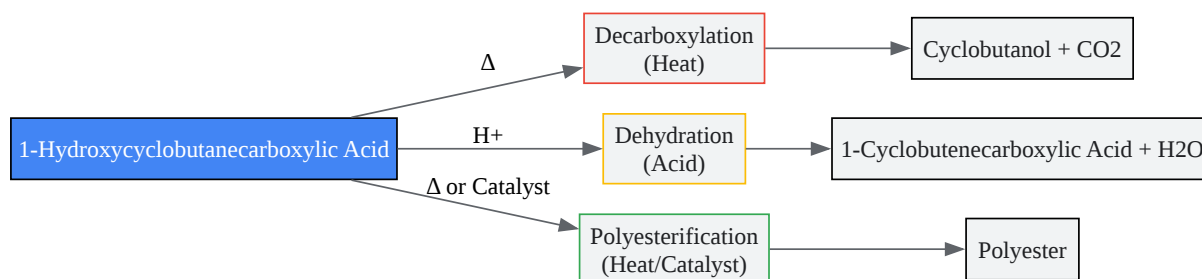 Decarboxylation
(Heat)
Cyclobutanol + CO2
Δ
1-Hydroxycyclobutanecarboxylic Acid
H+
Dehydration
(Acid)
1-Cyclobutenecarboxylic Acid + H2O
Δ or Catalyst
Polyesterification
(Heat/Catalyst)
Polyester